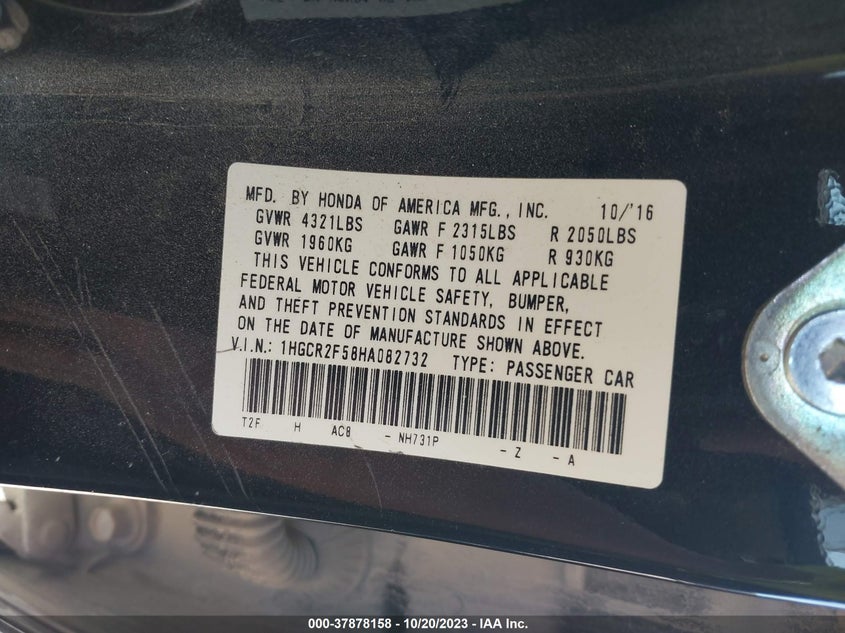 MFD. BY HONDA OF AMERICA MFG., INC. 10/'16
GVWR 4321LBS GAWR F 2315LBS R 2050LBS
GVWR 1960KG GAWR F 1050KG R 930KG
THIS VEHICLE CONFORMS TO ALL APPLICABLE
FEDERAL MOTOR VEHICLE SAFETY, BUMPER,
AND THEFT PREVENTION STANDARDS IN EFFECT
ON THE DATE OF MANUFACTURE SHOWN ABOVE.
V.I.N.: 1HGCR2F58HA082732 TYPE: PASSENGER CAR
T2F H AC8 - NH731P - Z - A
000-37878158 | 10/20/2023 | © IAA Inc.